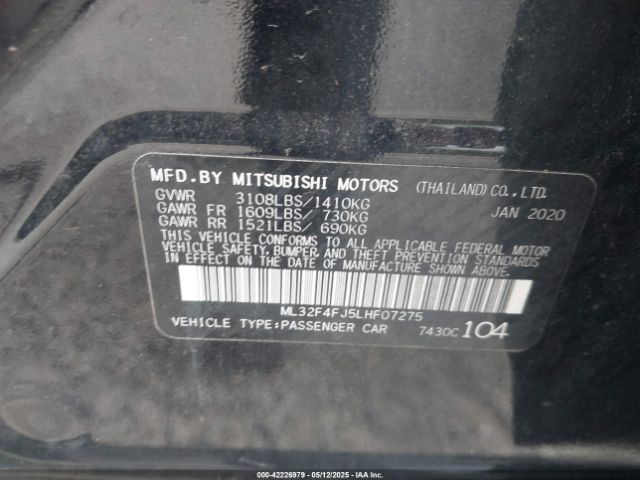 MFD.BY MITSUBISHI MOTORS (THAILAND)CO.,LTD.
GVWR 3108LBS/1410KG JAN 2020
GAWR FR 1609LBS/ 730KG
GAWR RR 1521LBS/ 690KG
THIS VEHICLE CONFORMS TO ALL APPLICABLE FEDERAL MOTOR
VEHICLE SAFETY, BUMPER, AND THEFT PREVENTION STANDARDS
IN EFFECT ON THE DATE OF MANUFACTURE SHOWN ABOVE.
ML32F4FJ5LHF07275
VEHICLE TYPE:PASSENGER CAR 7430C 104
000-42226979 - 05/12/2025 - IAA Inc.